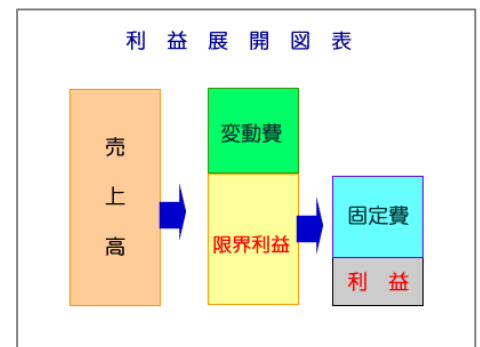 利益展開図表
売上高
変動費
限界利益
固定費
利益